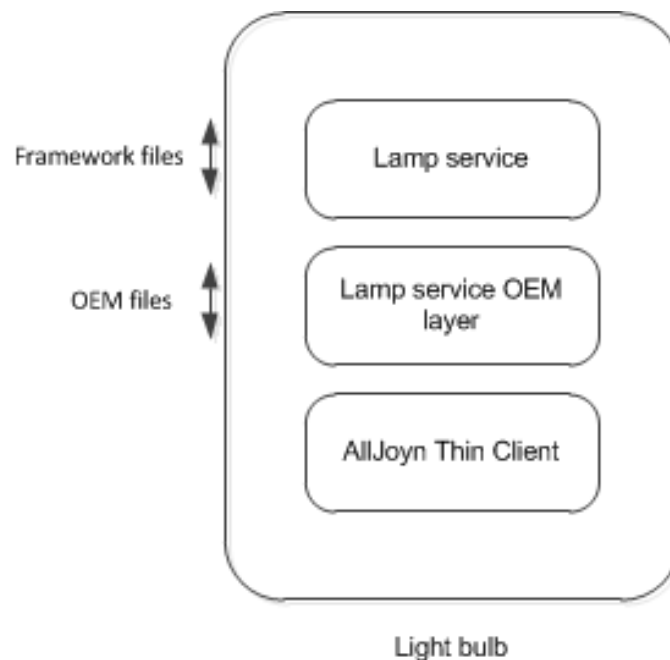 Framework files
Lamp service
OEM files
Lamp service OEM
layer
AllJoyn Thin Client
Light bulb